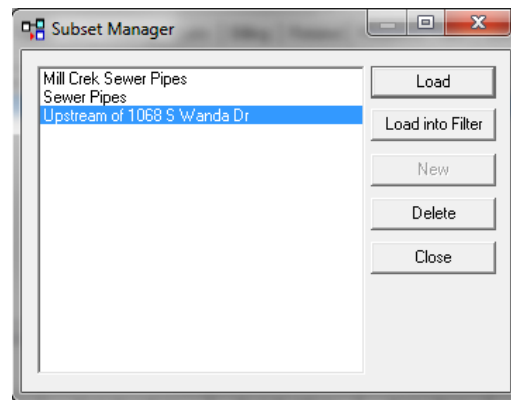 Subset Manager
Mill Crek Sewer Pipes
Sewer Pipes
Upstream of 1068 S Wanda Dr
Load
Load into Filter
New
Delete
Close